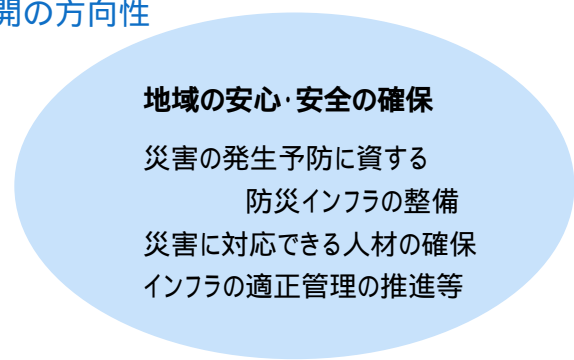 開の方向性
地域の安心・安全の確保
災害の発生予防に資する
防災インフラの整備
災害に対応できる人材の確保
インフラの適正管理の推進等